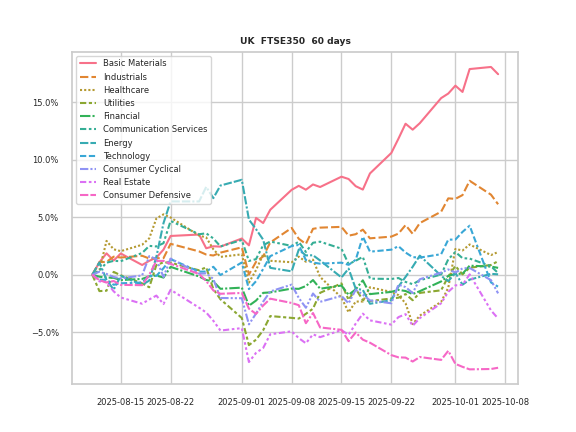 UK  FTSE350  60 days
Basic Materials
Industrials
Healthcare
Utilities
Financial
Communication Services
Energy
Technology
Consumer Cyclical
Real Estate
Consumer Defensive
15.0%
10.0%
5.0%
0.0%
−5.0%
2025-08-15 2025-08-22 2025-09-01 2025-09-08 2025-09-15 2025-09-22 2025-10-01 2025-10-08